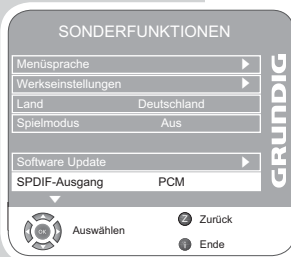 SONDERFUNKTIONEN
Menüsprache
Werkseinstellungen
Land Deutschland
Spielmodus Aus
Software Update
SPDIF-Ausgang PCM
OK Auswählen
Z Zurück
i Ende
GRUNDIG